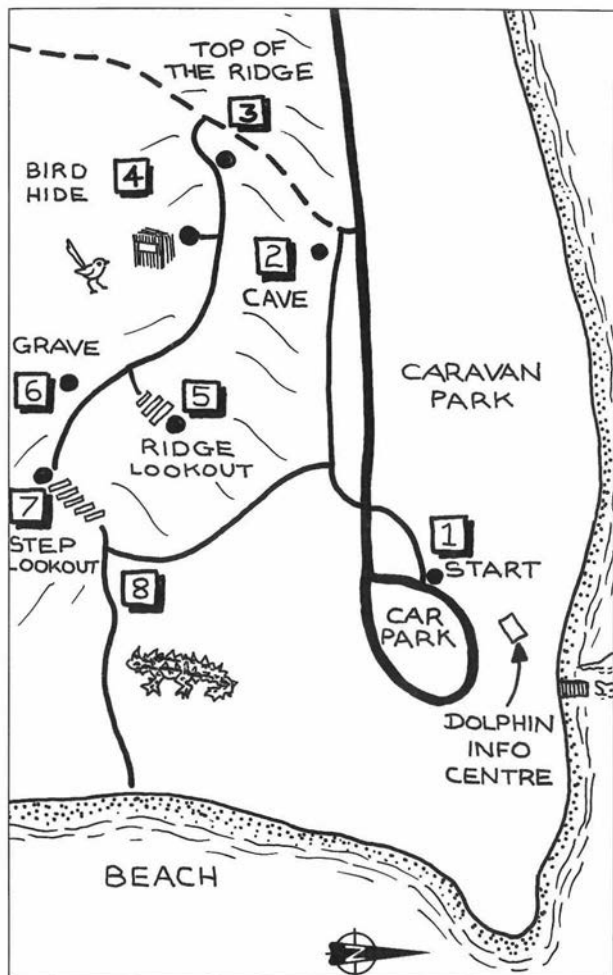 TOP OF
THE RIDGE
3
BIRD
HIDE
4
2
CAVE
GRAVE
6
5
RIDGE
LOOKOUT
CARAVAN
PARK
7
STEP
LOOKOUT
8
1
START
CAR
PARK
DOLPHIN
INFO
CENTRE
BEACH
N